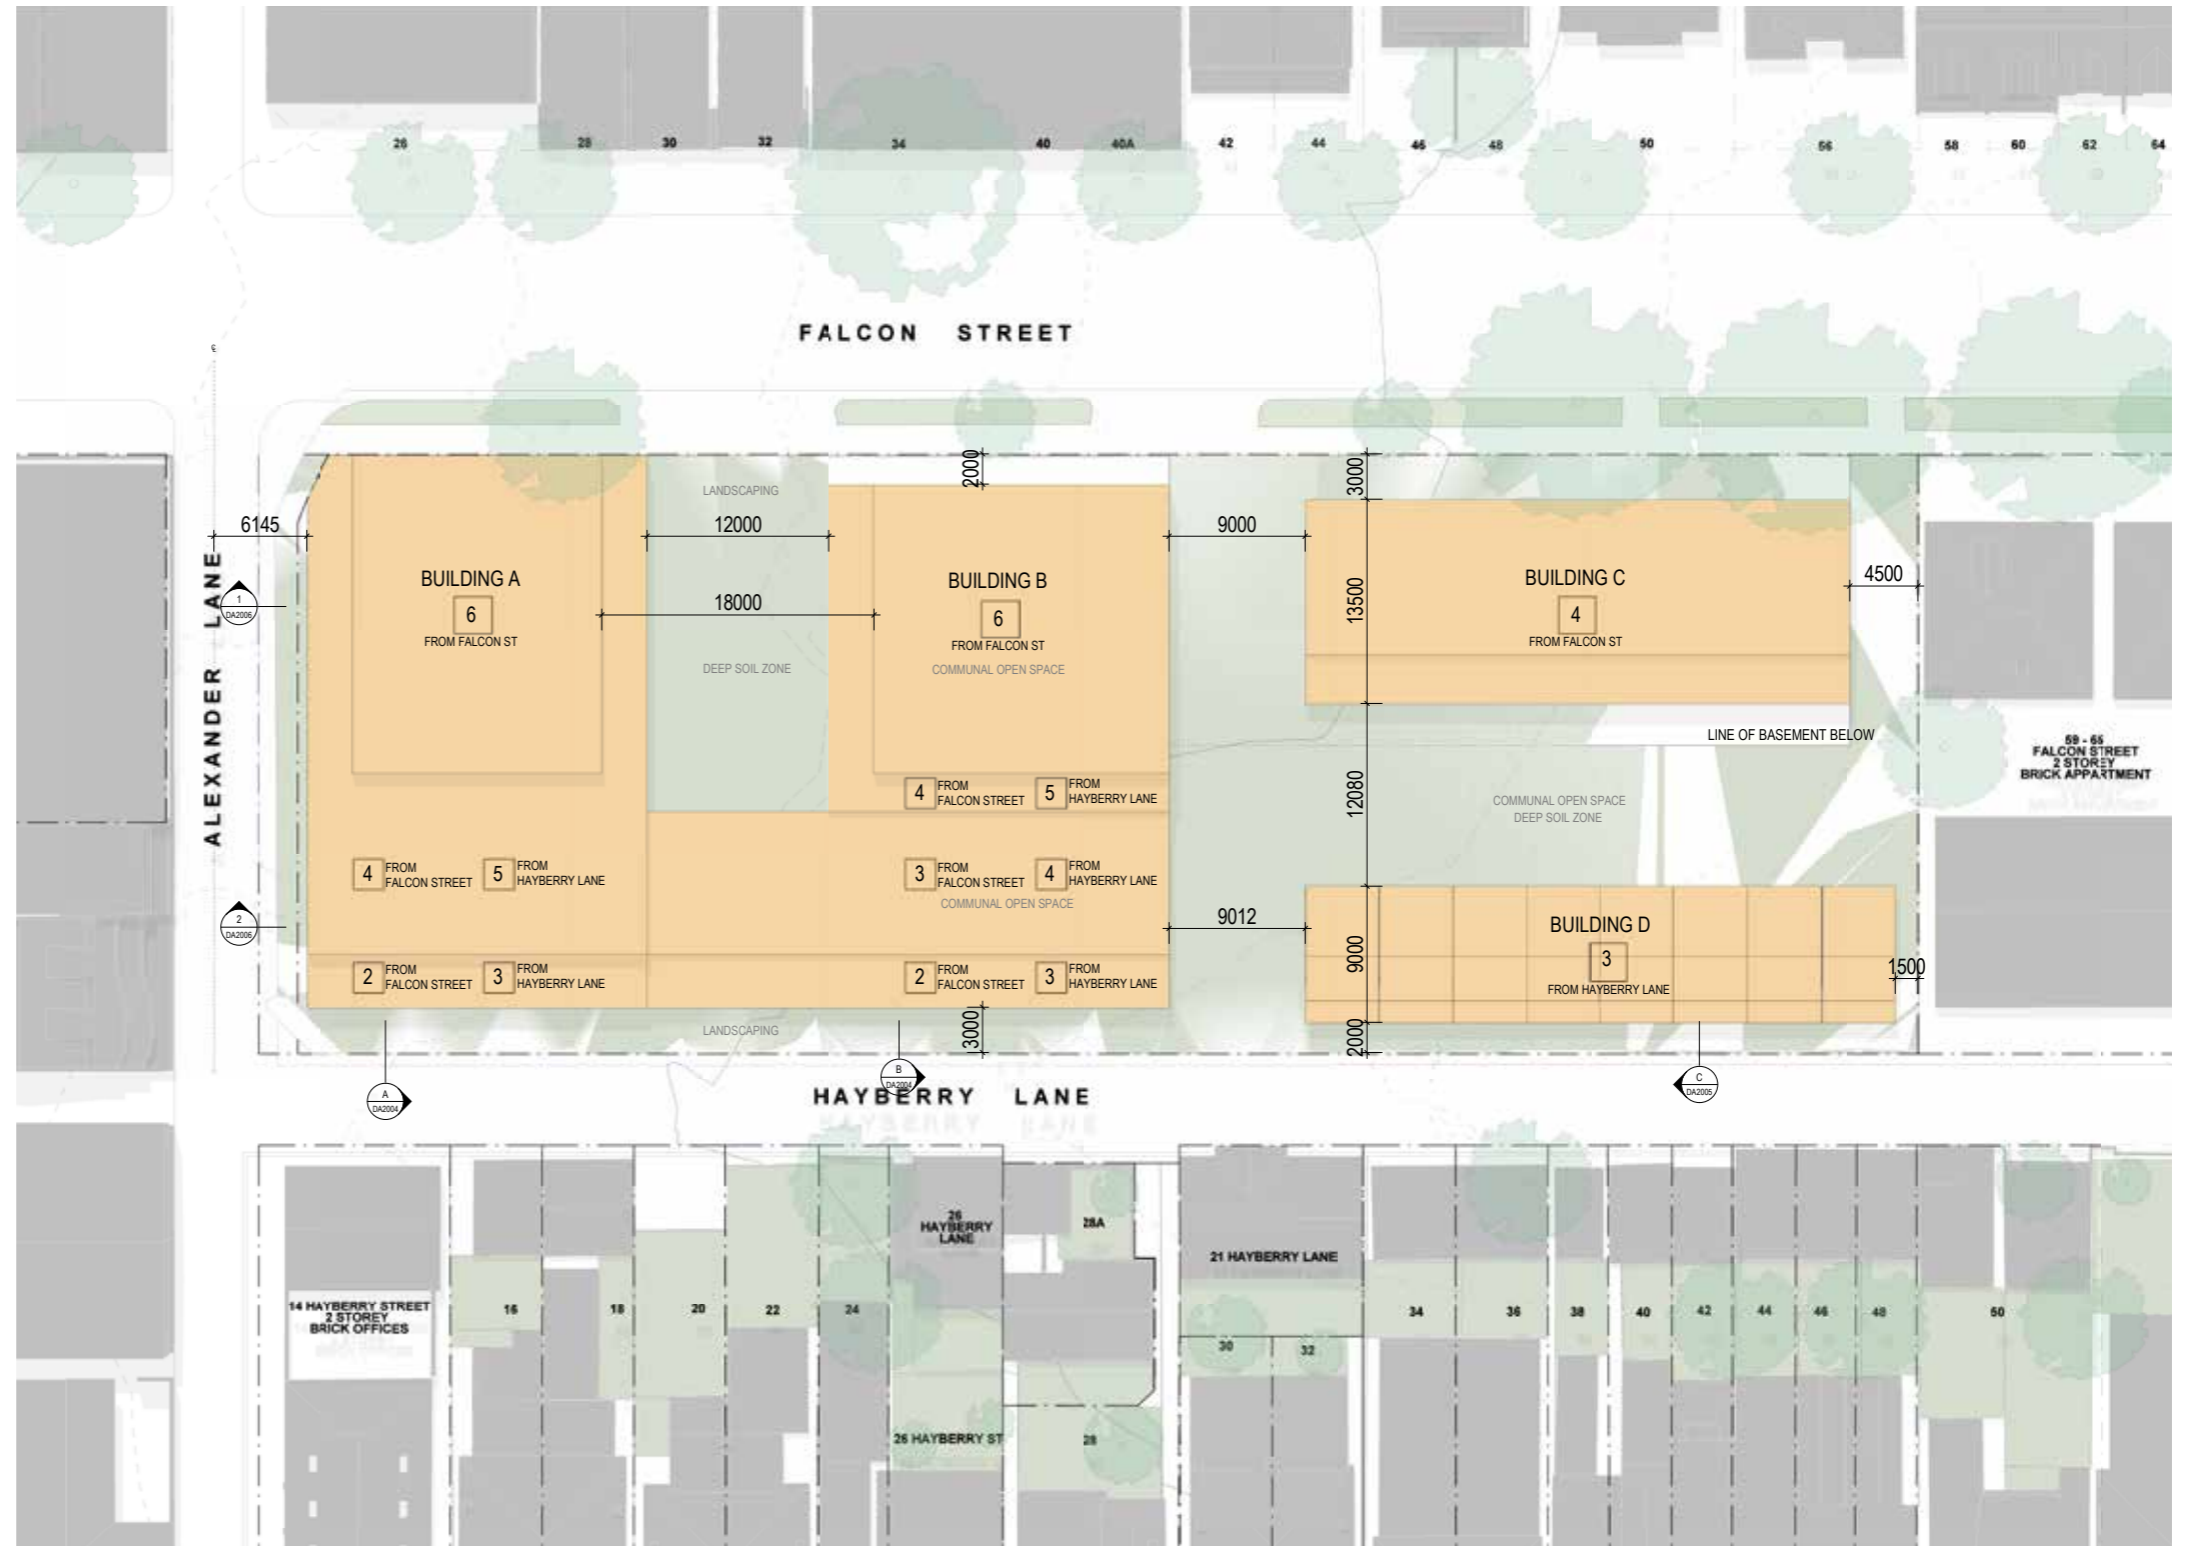 26
28
30
32
34
40
40A
42
44
46
48
50
56
58
60
62
64
FALCON STREET
2000
3000
LANDSCAPING
6145
12000
9000
BUILDING A
6
FROM FALCON ST
BUILDING B
6
FROM FALCON ST
COMMUNAL OPEN SPACE
BUILDING C
4
FROM FALCON ST
4500
13500
18000
1
DA2006
ALEXANDER LANE
DEEP SOIL ZONE
LINE OF BASEMENT BELOW
59 - 65
FALCON STREET
2 STOREY
BRICK APPARTMENT
4 FROM
FALCON STREET
5 FROM
HAYBERRY LANE
12080
COMMUNAL OPEN SPACE
DEEP SOIL ZONE
4 FROM
FALCON STREET
5 FROM
HAYBERRY LANE
3 FROM
FALCON STREET
4 FROM
HAYBERRY LANE
COMMUNAL OPEN SPACE
2
DA2006
9012
BUILDING D
3
FROM HAYBERRY LANE
9000
1500
2 FROM
FALCON STREET
3 FROM
HAYBERRY LANE
2 FROM
FALCON STREET
3 FROM
HAYBERRY LANE
LANDSCAPING
3000
2000
A
DA2004
B
DA2004
C
DA2005
HAYBERRY LANE
26
HAYBERRY
LANE
28A
21 HAYBERRY LANE
14 HAYBERRY STREET
2 STOREY
BRICK OFFICES
16
18
20
22
24
34
36
38
40
42
44
46
48
50
30
32
26 HAYBERRY ST
28